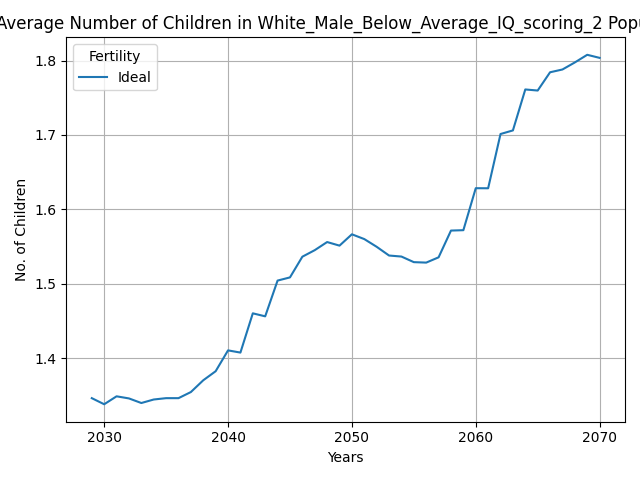 Average Number of Children in White_Male_Below_Average_IQ_scoring_2 Popu
Fertility
Ideal
No. of Children
1.8
1.7
1.6
1.5
1.4
2030 2040 2050 2060 2070
Years